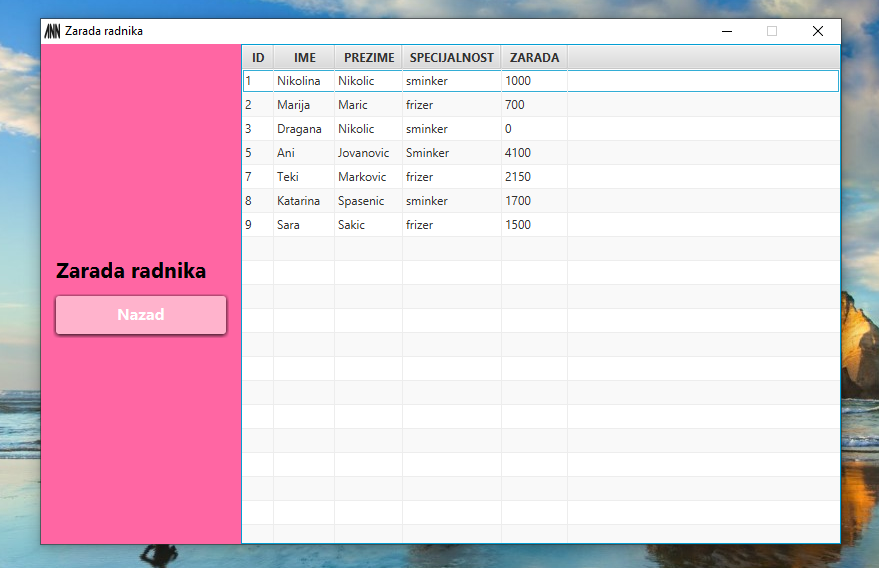 ANN Zarada radnika
ID IME PREZIME SPECIJALNOST ZARADA
1 Nikolina Nikolic sminker 1000
2 Marija Maric frizer 700
3 Dragana Nikolic sminker 0
5 Ani Jovanovic Sminker 4100
7 Teki Markovic frizer 2150
8 Katarina Spasenic sminker 1700
9 Sara Sakic frizer 1500
Zarada radnika
Nazad